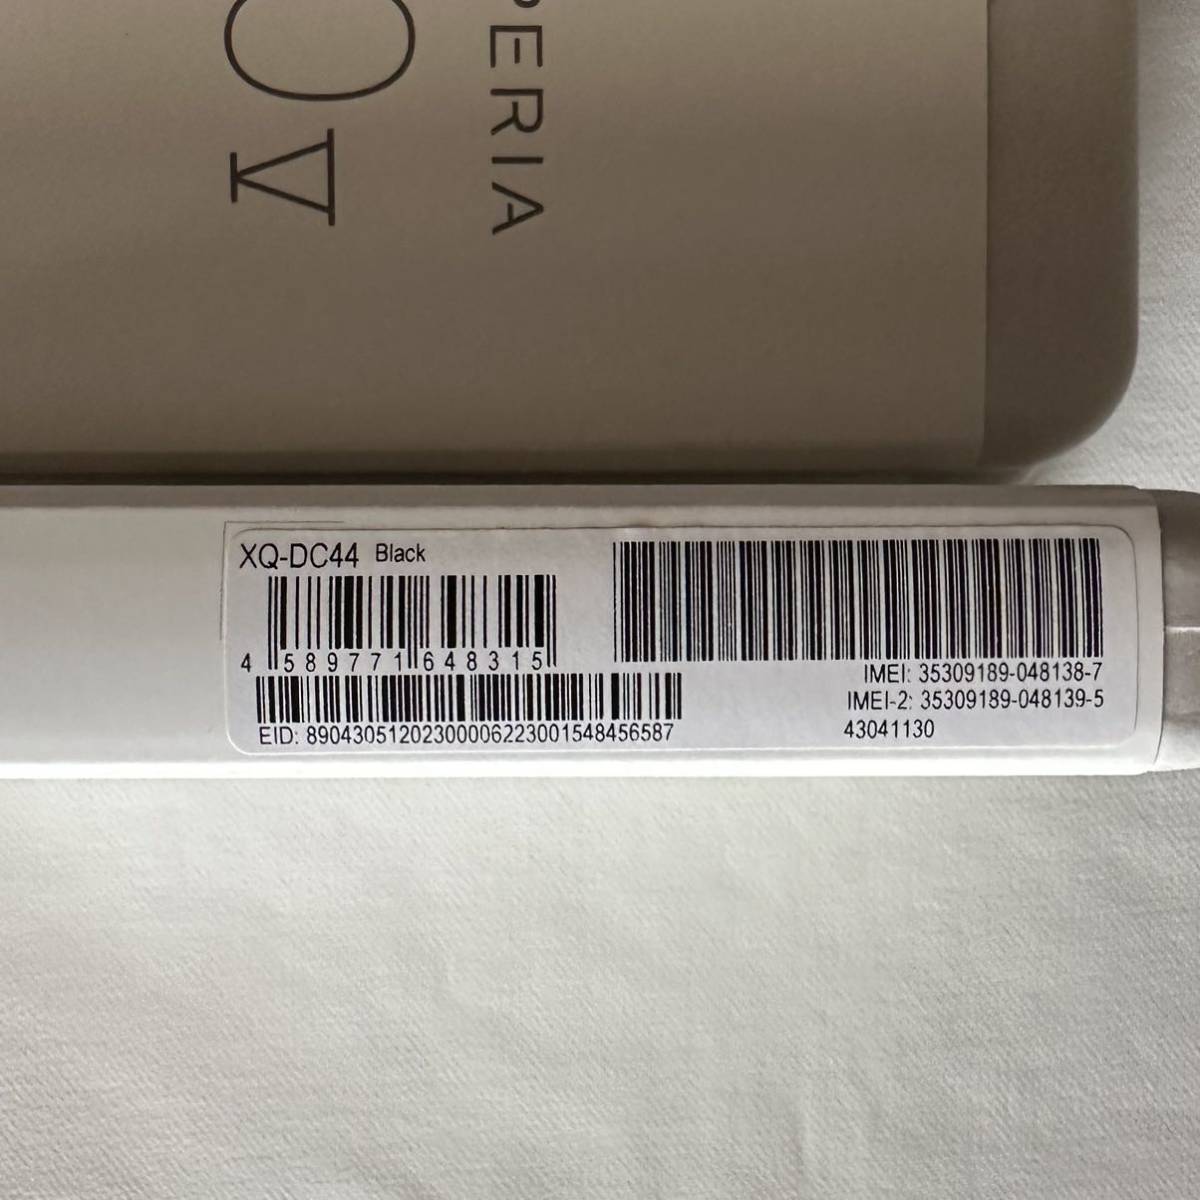 PERIA
0 V
XQ-DC44 Black
4 589771 648315
EID: 89043051202300006223001548456587
IMEI: 35309189-048138-7
IMEI-2: 35309189-048139-5
43041130